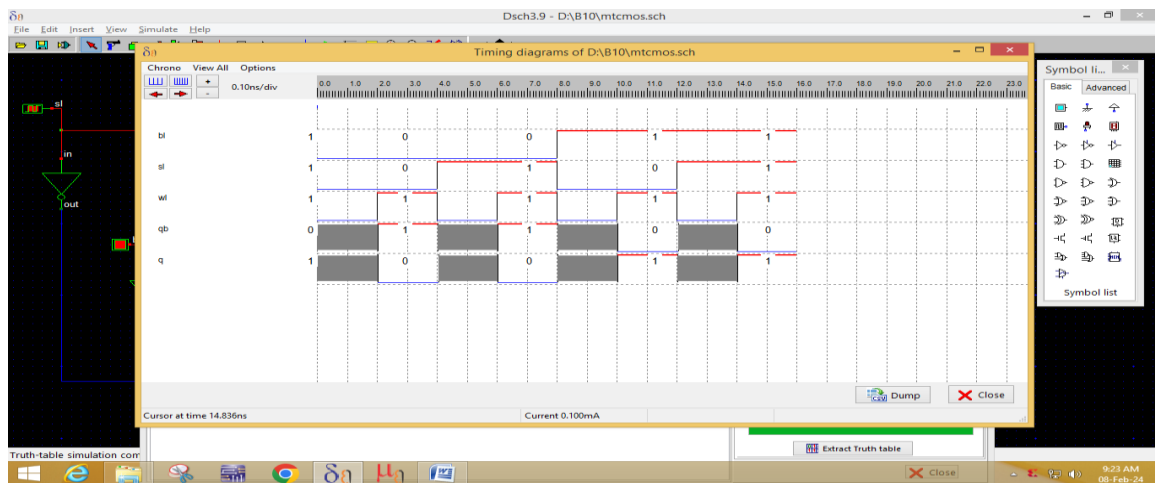 Dsch3.9 - D:\B10\mtcmos.sch
File Edit Insert View Simulate Help
Timing diagrams of D:\B10\mtcmos.sch
Chrono View All Options
+
-
0.10ns/div
0.0 1.0 2.0 3.0 4.0 5.0 6.0 7.0 8.0 9.0 10.0 11.0 12.0 13.0 14.0 15.0 16.0 17.0 18.0 19.0 20.0 21.0 22.0 23.0
bl 1 0 0 1 1
sl 1 0 1 0 1
wl 1 1 1 1 1
qb 0 1 1 0 0
q 1 0 0 1 1
sl
in
out
Symbol li...
Basic Advanced
Symbol list
Dump Close
Cursor at time 14.836ns Current 0.100mA
Extract Truth table
Truth-table simulation com
Close
9:23 AM
08-Feb-24